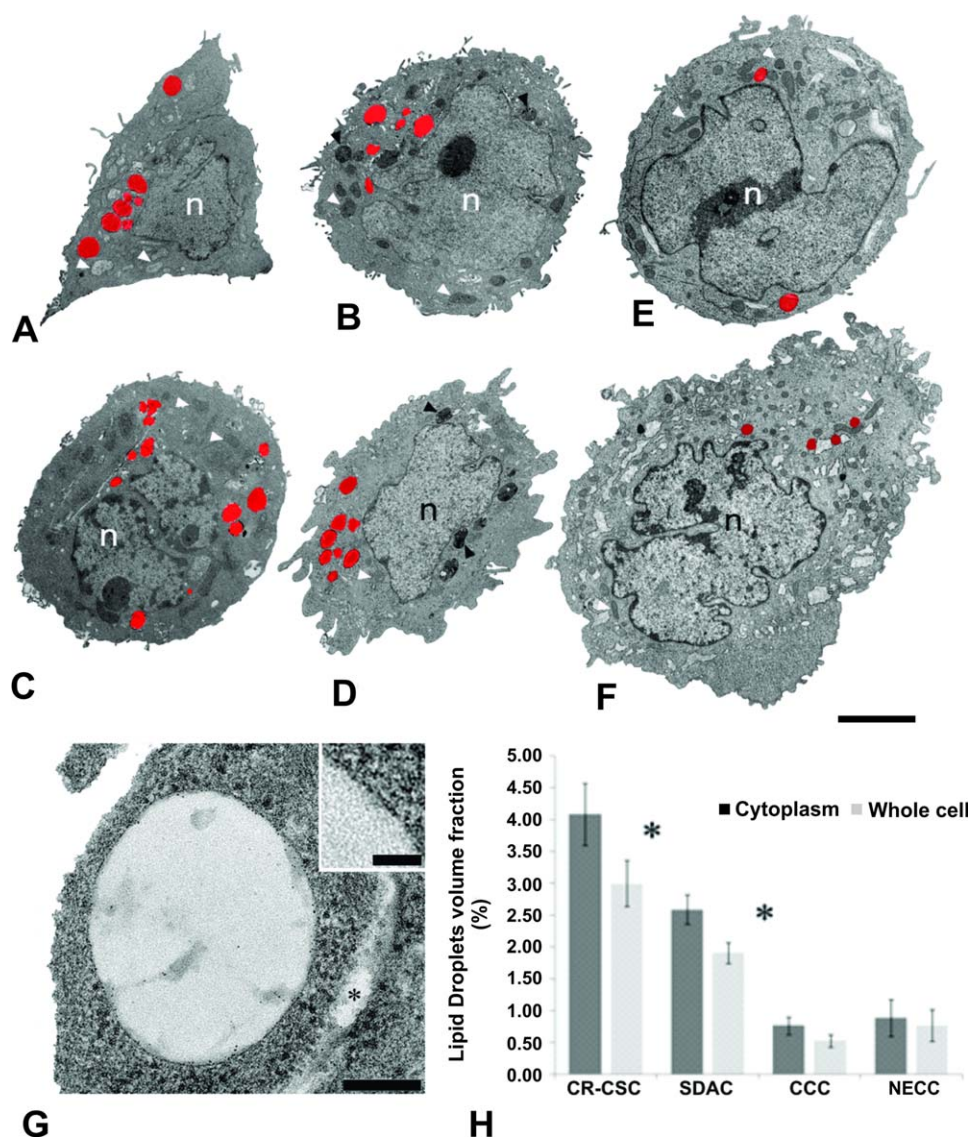 n
n
n
A
B
E
n
n
n
C
D
F
*
G
Lipid Droplets volume fraction
(%)
5.00
4.50
4.00
3.50
3.00
2.50
2.00
1.50
1.00
0.50
0.00
Cytoplasm
Whole cell
*
*
CR-CSC
SDAC
CCC
NECC
H